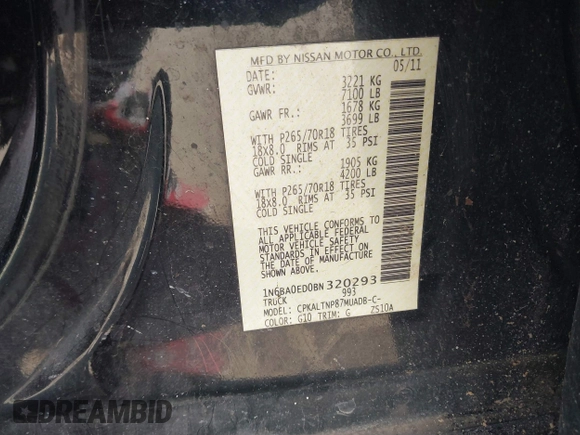 MFD BY NISSAN MOTOR CO., LTD.
DATE: 05/11
GVWR: 3221 KG
7100 LB
GAWR FR.: 1678 KG
3699 LB
WITH P265/70R18 TIRES
18X8.0 RIMS AT 35 PSI
COLD SINGLE
GAWR RR.: 1905 KG
4200 LB
WITH P265/70R18 TIRES
18X8.0 RIMS AT 35 PSI
COLD SINGLE
THIS VEHICLE CONFORMS TO
ALL APPLICABLE FEDERAL
MOTOR VEHICLE SAFETY
STANDARDS IN EFFECT ON
THE DATE OF MANUFACTURE
SHOWN ABOVE.
1N6BA0ED0BN320293
TRUCK 993
MODEL: CPKALTNP87MUADB-C-
COLOR: G10 TRIM: G ZS10A
DREAMBID